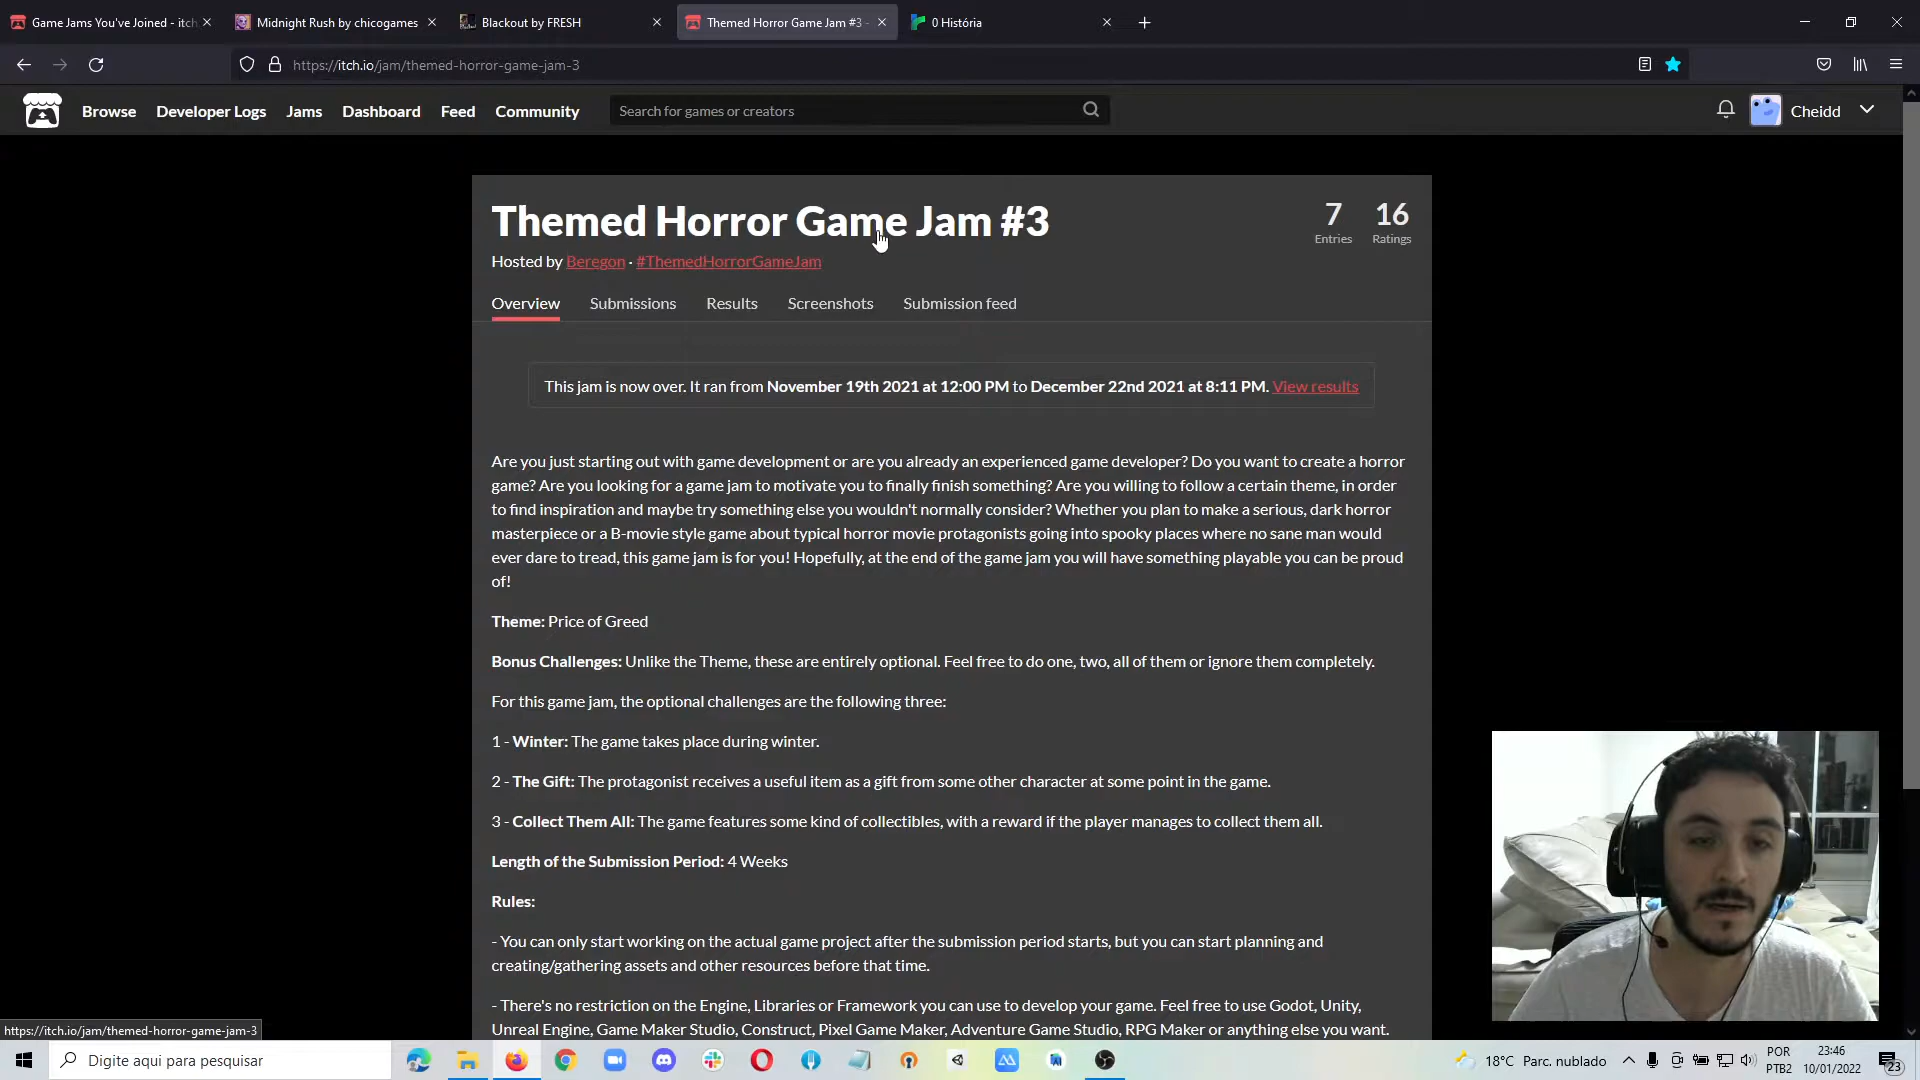 Game Jams You've Joined - itch
Midnight Rush by chicogames
Blackout by FRESH
Themed Horror Game Jam #3 -
0 História
https://itch.io/jam/themed-horror-game-jam-3
Browse
Developer Logs
Jams
Dashboard
Feed
Community
Search for games or creators
Cheidd
Themed Horror Game Jam #3
7
Entries
16
Ratings
Hosted by Beregon · #ThemedHorrorGameJam
Overview
Submissions
Results
Screenshots
Submission feed
This jam is now over. It ran from November 19th 2021 at 12:00 PM to December 22nd 2021 at 8:11 PM. View results
Are you just starting out with game development or are you already an experienced game developer? Do you want to create a horror
game? Are you looking for a game jam to motivate you to finally finish something? Are you willing to follow a certain theme, in order
to find inspiration and maybe try something else you wouldn't normally consider? Whether you plan to make a serious, dark horror
masterpiece or a B-movie style game about typical horror movie protagonists going into spooky places where no sane man would
ever dare to tread, this game jam is for you! Hopefully, at the end of the game jam you will have something playable you can be proud
of!
Theme: Price of Greed
Bonus Challenges: Unlike the Theme, these are entirely optional. Feel free to do one, two, all of them or ignore them completely.
For this game jam, the optional challenges are the following three:
1 - Winter: The game takes place during winter.
2 - The Gift: The protagonist receives a useful item as a gift from some other character at some point in the game.
3 - Collect Them All: The game features some kind of collectibles, with a reward if the player manages to collect them all.
Length of the Submission Period: 4 Weeks
Rules:
- You can only start working on the actual game project after the submission period starts, but you can start planning and
creating/gathering assets and other resources before that time.
- There's no restriction on the Engine, Libraries or Framework you can use to develop your game. Feel free to use Godot, Unity,
Unreal Engine, Game Maker Studio, Construct, Pixel Game Maker, Adventure Game Studio, RPG Maker or anything else you want.
https://itch.io/jam/themed-horror-game-jam-3
Digite aqui para pesquisar
18°C Parc. nublado
POR
PTB2
23:46
10/01/2022
23